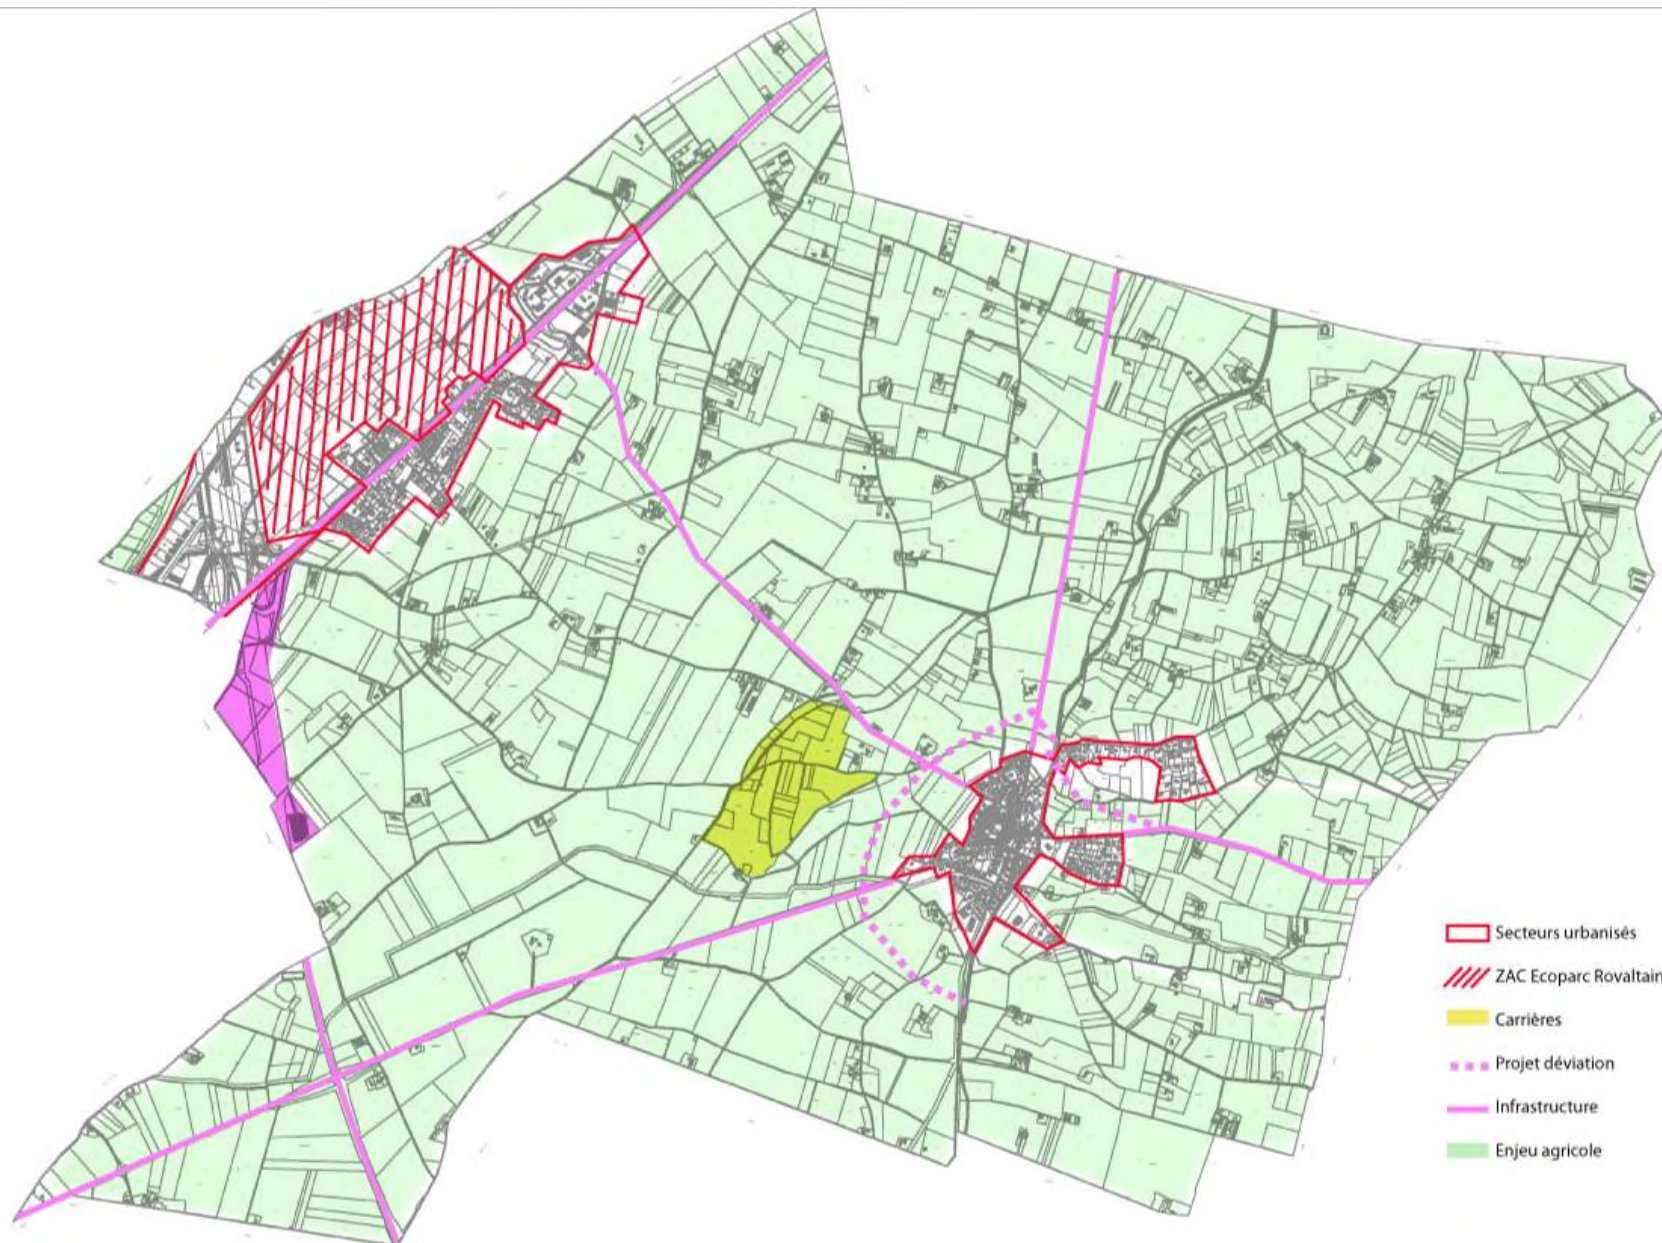 Secteurs urbanisés
ZAC Ecoparc Rovaltain
Carrières
Projet déviation
Infrastructure
Enjeu agricole